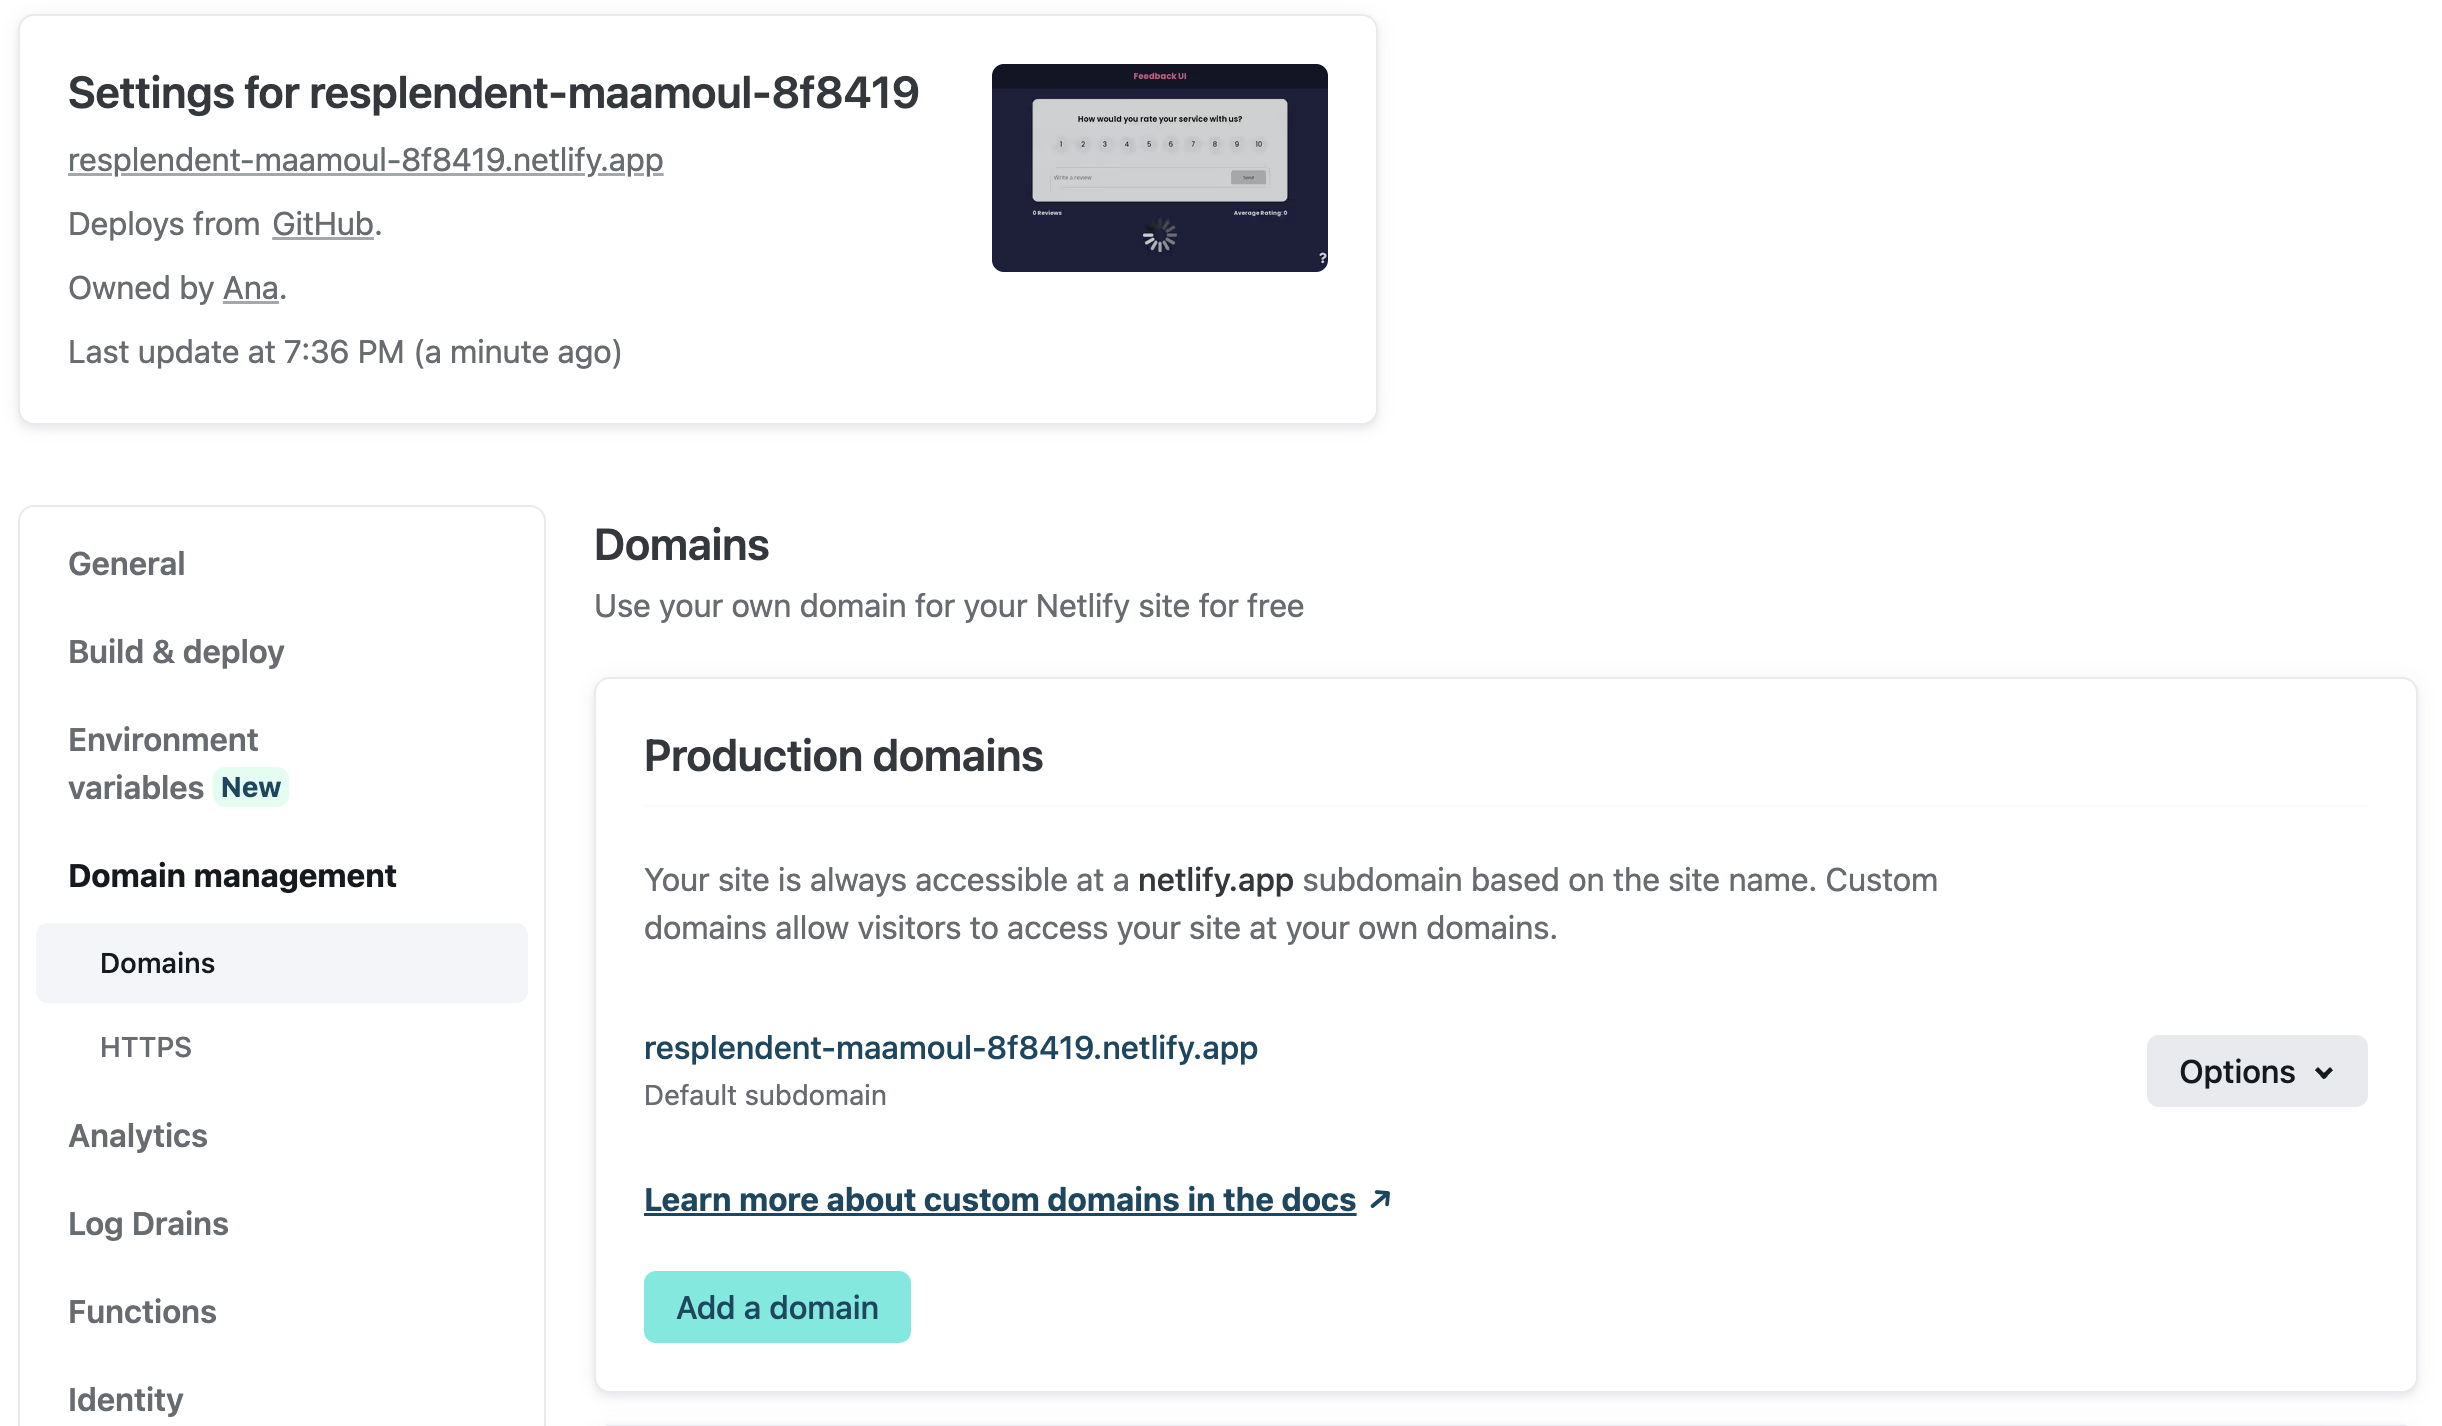 Settings for resplendent-maamoul-8f8419
resplendent-maamoul-8f8419.netlify.app
Deploys from GitHub.
Owned by Ana.
Last update at 7:36 PM (a minute ago)
Feedback UI
How would you rate your service with us?
1 2 3 4 5 6 7 8 9 10
Write a review
Send
0 Reviews
Average Rating: 0
?
General
Build & deploy
Environment
variables New
Domain management
Domains
HTTPS
Analytics
Log Drains
Functions
Identity
Domains
Use your own domain for your Netlify site for free
Production domains
Your site is always accessible at a netlify.app subdomain based on the site name. Custom
domains allow visitors to access your site at your own domains.
resplendent-maamoul-8f8419.netlify.app
Default subdomain
Options
Learn more about custom domains in the docs ↗
Add a domain